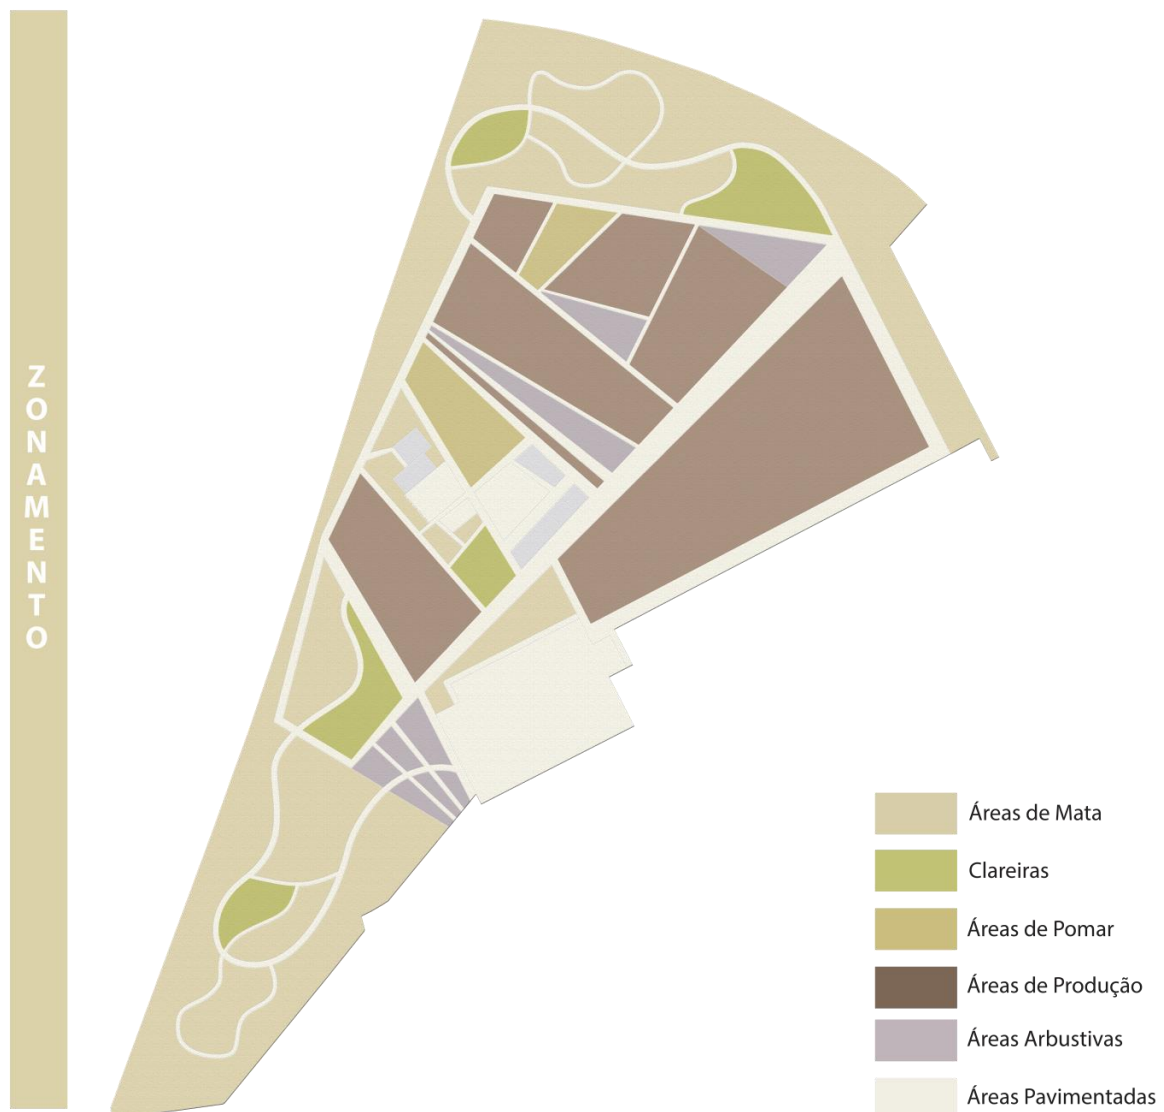 ZONAMENTO
Áreas de Mata
Clareiras
Áreas de Pomar
Áreas de Produção
Áreas Arbustivas
Áreas Pavimentadas